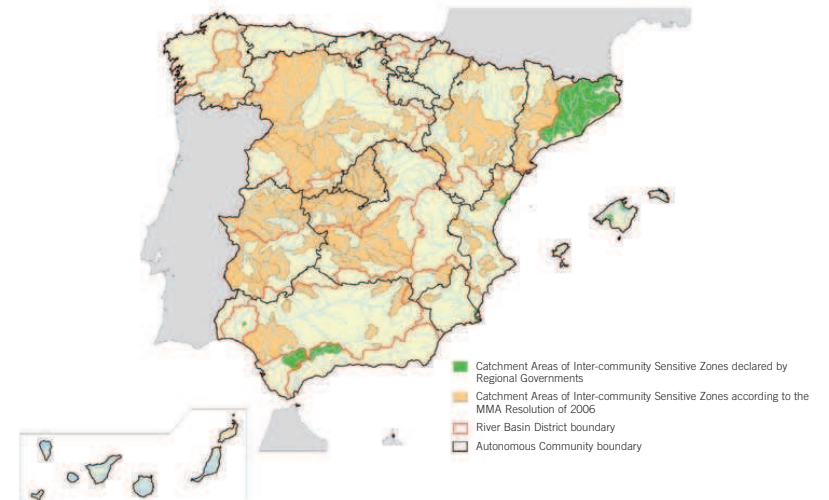 Catchment Areas of Inter-community Sensitive Zones declared by
Regional Governments
Catchment Areas of Inter-community Sensitive Zones according to the
MMA Resolution of 2006
River Basin District boundary
Autonomous Community boundary